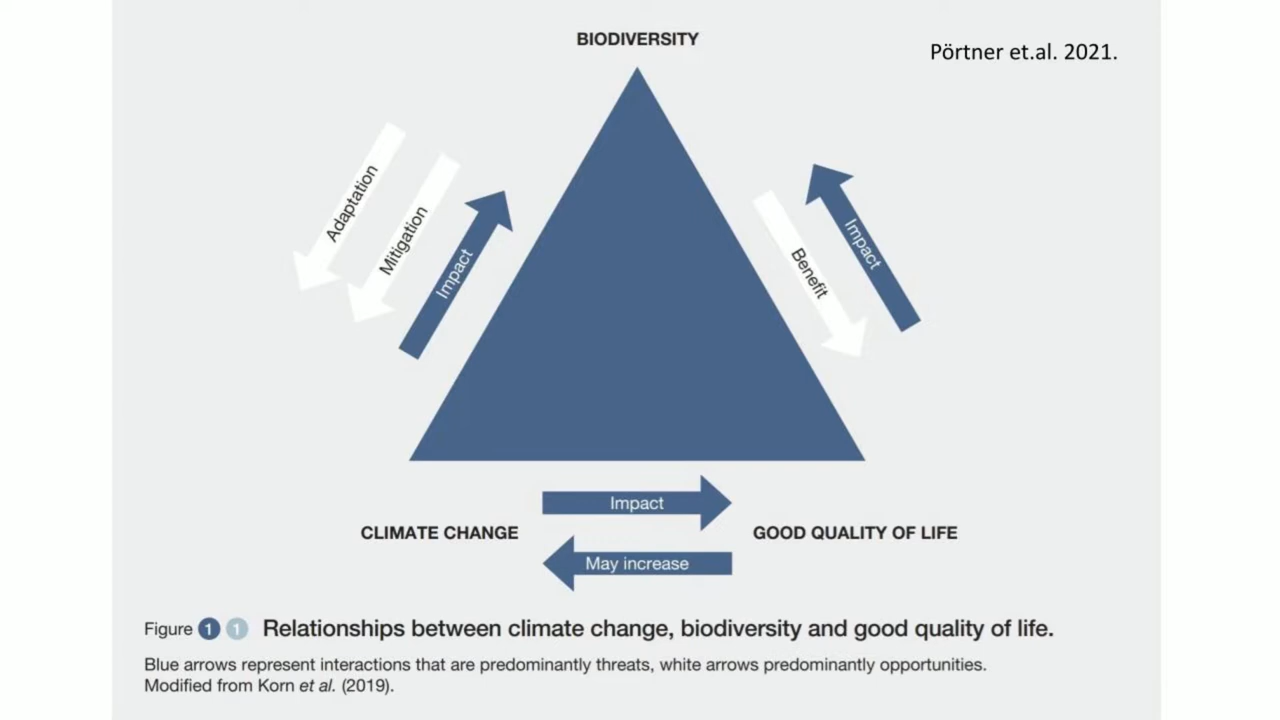 BIODIVERSITY
Pörtner et.al. 2021.
Adaptation
Mitigation
Impact
Benefit
Impact
Impact
CLIMATE CHANGE
GOOD QUALITY OF LIFE
May increase
Figure 1 1 Relationships between climate change, biodiversity and good quality of life.
Blue arrows represent interactions that are predominantly threats, white arrows predominantly opportunities.
Modified from Korn et al. (2019).